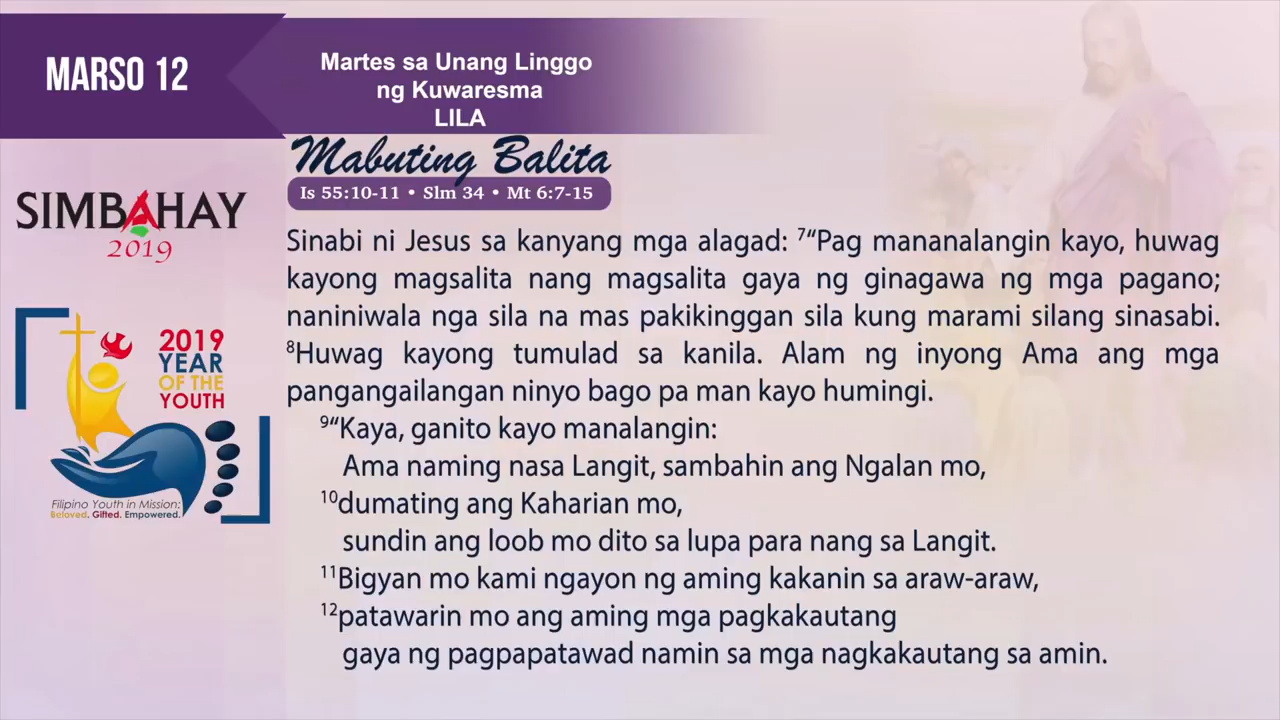 MARSO 12
Martes sa Unang Linggo
ng Kuwaresma
LILA
Mabuting Balita
Is 55:10-11 • Slm 34 • Mt 6:7-15
SIMBAHAY
2019
2019
YEAR
OF THE
YOUTH
Filipino Youth in Mission:
Beloved. Gifted. Empowered.
Sinabi ni Jesus sa kanyang mga alagad: ⁷“Pag mananalangin kayo, huwag
kayong magsalita nang magsalita gaya ng ginagawa ng mga pagano;
naniniwala nga sila na mas pakikinggan sila kung marami silang sinasabi.
⁸Huwag kayong tumulad sa kanila. Alam ng inyong Ama ang mga
pangangailangan ninyo bago pa man kayo humingi.
⁹“Kaya, ganito kayo manalangin:
Ama naming nasa Langit, sambahin ang Ngalan mo,
¹⁰dumating ang Kaharian mo,
sundin ang loob mo dito sa lupa para nang sa Langit.
¹¹Bigyan mo kami ngayon ng aming kakanin sa araw-araw,
¹²patawarin mo ang aming mga pagkakautang
gaya ng pagpapatawad namin sa mga nagkakautang sa amin.